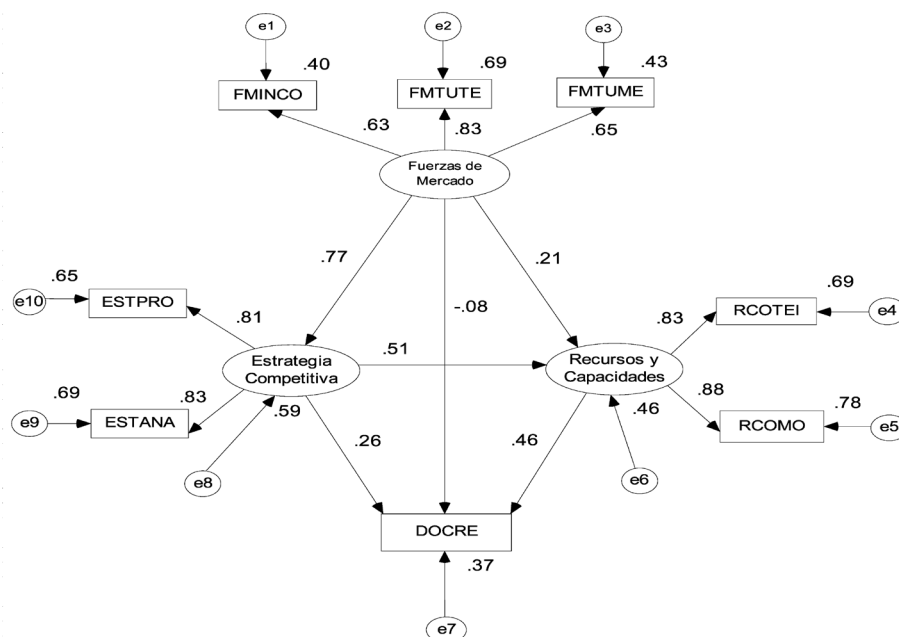 e1
e2
e3
.40
.69
.43
FMINCO
FMTUTE
FMTUME
.63
.83
.65
Fuerzas de
Mercado
.77
-.08
.21
.65
e10
ESTPRO
.81
.69
RCOTEI
e4
.83
Estrategia
Competitiva
.51
Recursos y
Capacidades
.69
e9
ESTANA
.83
.59
.46
.88
.78
RCOMO
e5
e8
.26
.46
e6
DOCRE
.37
e7